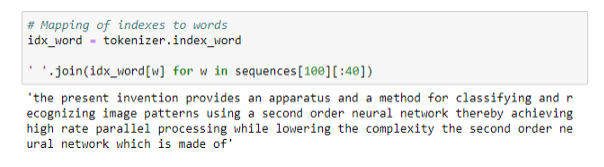 # Mapping of indexes to words
idx_word = tokenizer.index_word
' '.join(idx_word[w] for w in sequences[100][:40])
'the present invention provides an apparatus and a method for classifying and r
ecognizing image patterns using a second order neural network thereby achieving
high rate parallel processing while lowering the complexity the second order ne
ural network which is made of'